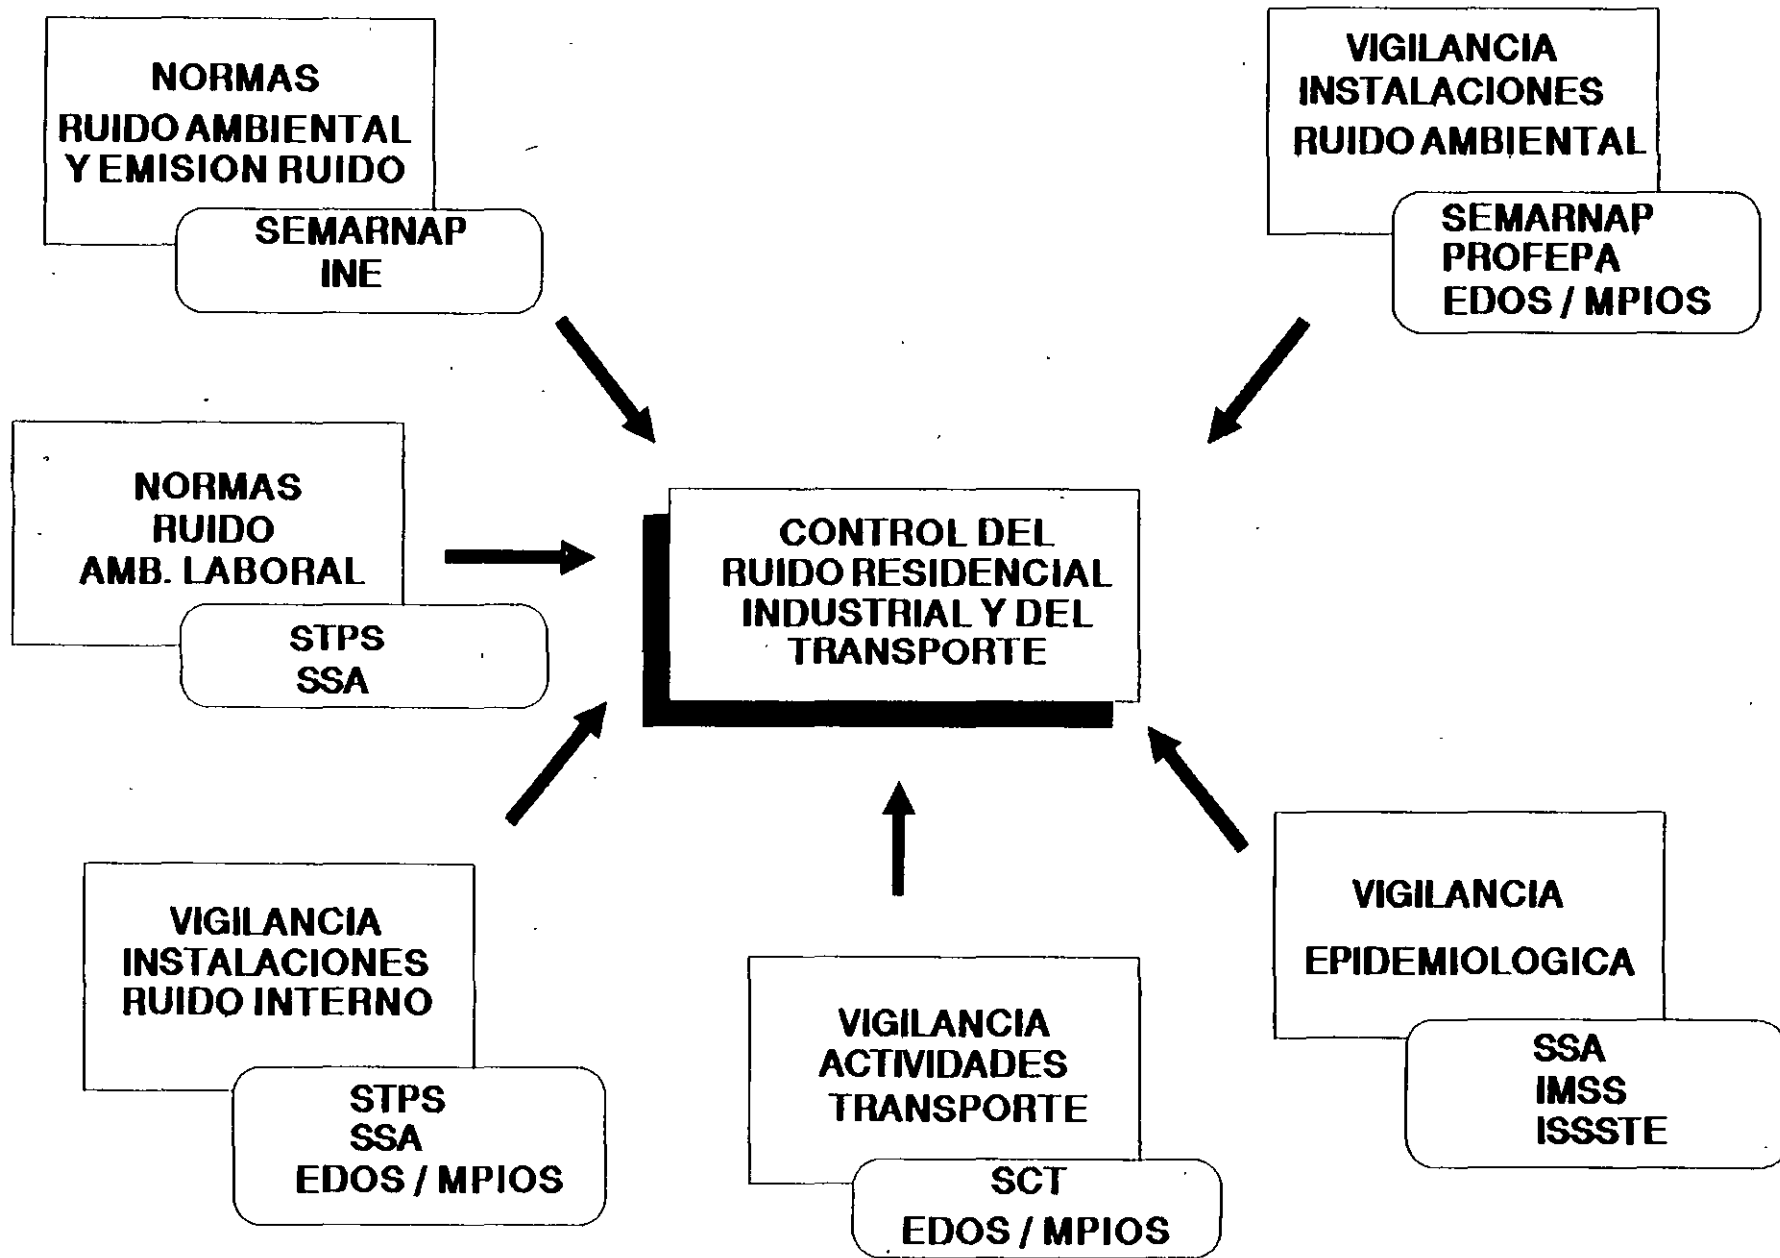 NORMAS
RUIDO AMBIENTAL
Y EMISION RUIDO
SEMARNAP
INE
VIGILANCIA
INSTALACIONES
RUIDO AMBIENTAL
SEMARNAP
PROFEPA
EDOS / MPIOS
NORMAS
RUIDO
AMB. LABORAL
STPS
SSA
CONTROL DEL
RUIDO RESIDENCIAL
INDUSTRIAL Y DEL
TRANSPORTE
VIGILANCIA
INSTALACIONES
RUIDO INTERNO
STPS
SSA
EDOS / MPIOS
VIGILANCIA
ACTIVIDADES
TRANSPORTE
SCT
EDOS / MPIOS
VIGILANCIA
EPIDEMIOLOGICA
SSA
IMSS
ISSSTE